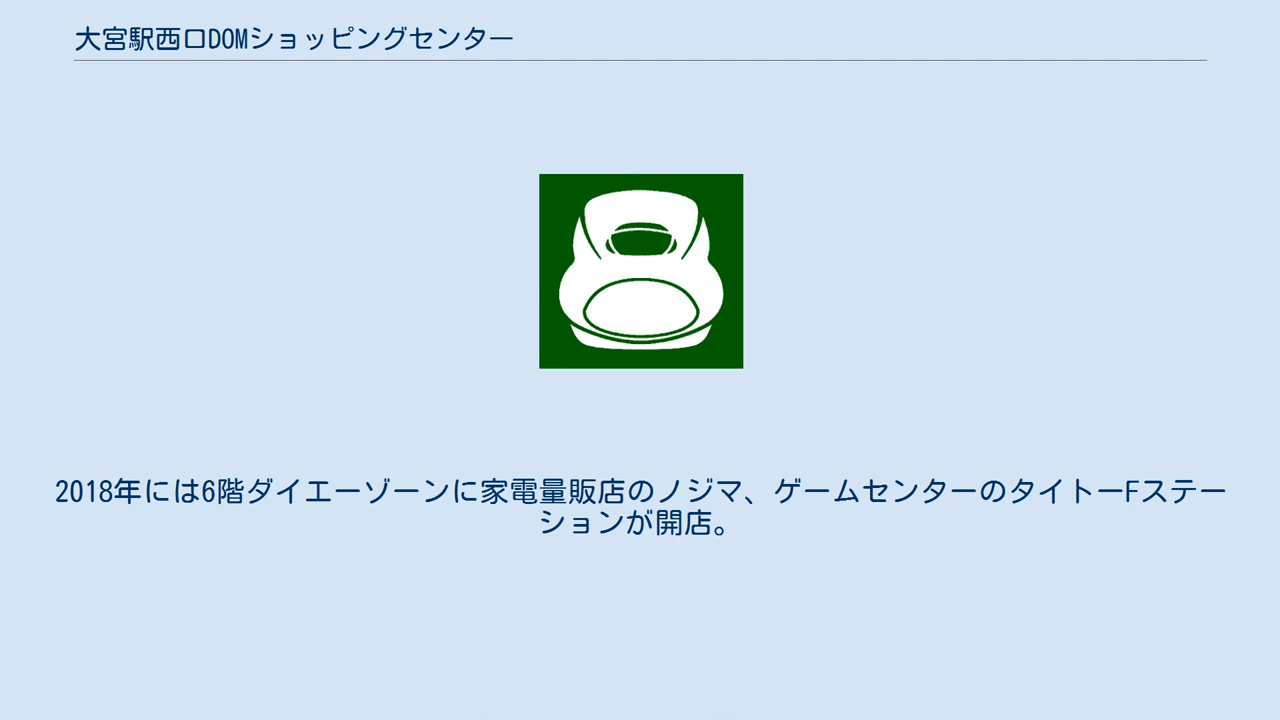 大宮駅西口DOMショッピングセンター
2018年には6階ダイエーゾーンに家電量販店のノジマ、ゲームセンターのタイトーFステー
ションが開店。